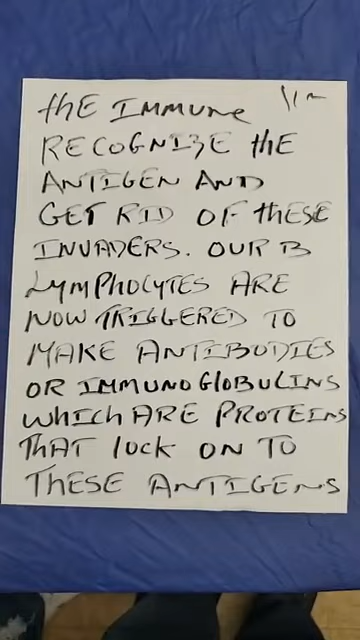 THE IMMUNE
RECOGNIZE THE
ANTIGEN AND
GET RID OF THESE
INVADERS. OUR B
LYMPHOCYTES ARE
NOW TRIGGERED TO
MAKE ANTIBODIES
OR IMMUNOGLOBULINS
WHICH ARE PROTEINS
THAT LOCK ON TO
THESE ANTIGENS